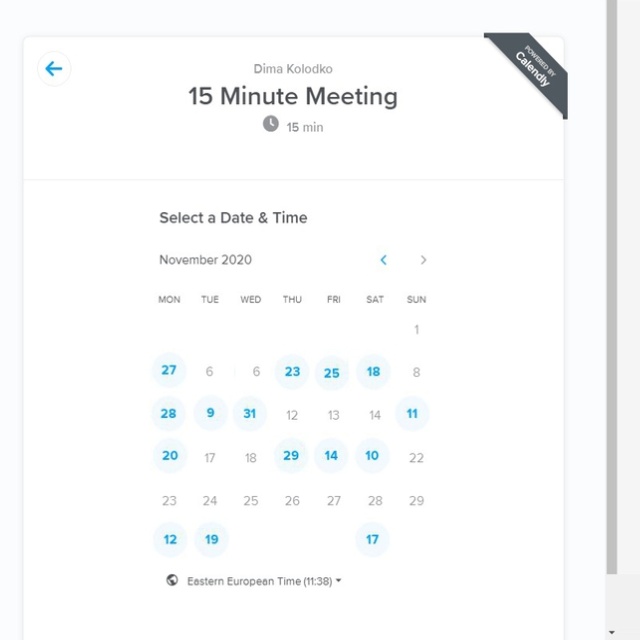 POWERED BY
Calendly
Dima Kolodko
15 Minute Meeting
15 min
Select a Date & Time
November 2020
MON TUE WED THU FRI SAT SUN
1
27 6 6 23 25 18 8
28 9 31 12 13 14 11
20 17 18 29 14 10 22
23 24 25 26 27 28 29
12 19 17
Eastern European Time (11:38)